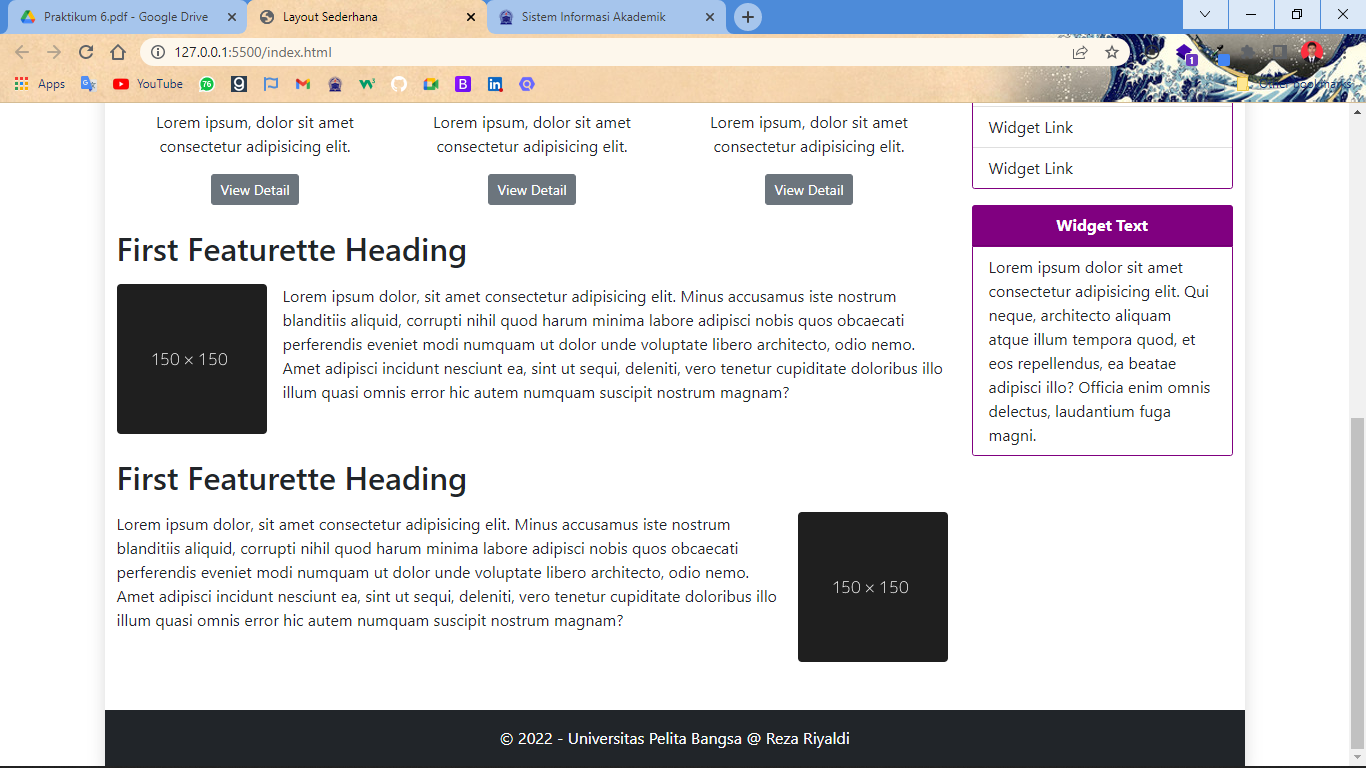 Praktikum 6.pdf - Google Drive
Layout Sederhana
Sistem Informasi Akademik
127.0.0.1:5500/index.html
1
Apps
YouTube
76
Other bookmarks
Lorem ipsum, dolor sit amet
consectetur adipisicing elit.
View Detail
Lorem ipsum, dolor sit amet
consectetur adipisicing elit.
View Detail
Lorem ipsum, dolor sit amet
consectetur adipisicing elit.
View Detail
First Featurette Heading
150 × 150
Lorem ipsum dolor, sit amet consectetur adipisicing elit. Minus accusamus iste nostrum
blanditiis aliquid, corrupti nihil quod harum minima labore adipisci nobis quos obcaecati
perferendis eveniet modi numquam ut dolor unde voluptate libero architecto, odio nemo.
Amet adipisci incidunt nesciunt ea, sint ut sequi, deleniti, vero tenetur cupiditate doloribus illo
illum quasi omnis error hic autem numquam suscipit nostrum magnam?
First Featurette Heading
Lorem ipsum dolor, sit amet consectetur adipisicing elit. Minus accusamus iste nostrum
blanditiis aliquid, corrupti nihil quod harum minima labore adipisci nobis quos obcaecati
perferendis eveniet modi numquam ut dolor unde voluptate libero architecto, odio nemo.
Amet adipisci incidunt nesciunt ea, sint ut sequi, deleniti, vero tenetur cupiditate doloribus illo
illum quasi omnis error hic autem numquam suscipit nostrum magnam?
150 × 150
Widget Link
Widget Link
Widget Text
Lorem ipsum dolor sit amet
consectetur adipisicing elit. Qui
neque, architecto aliquam
atque illum tempora quod, et
eos repellendus, ea beatae
adipisci illo? Officia enim omnis
delectus, laudantium fuga
magni.
© 2022 - Universitas Pelita Bangsa @ Reza Riyaldi